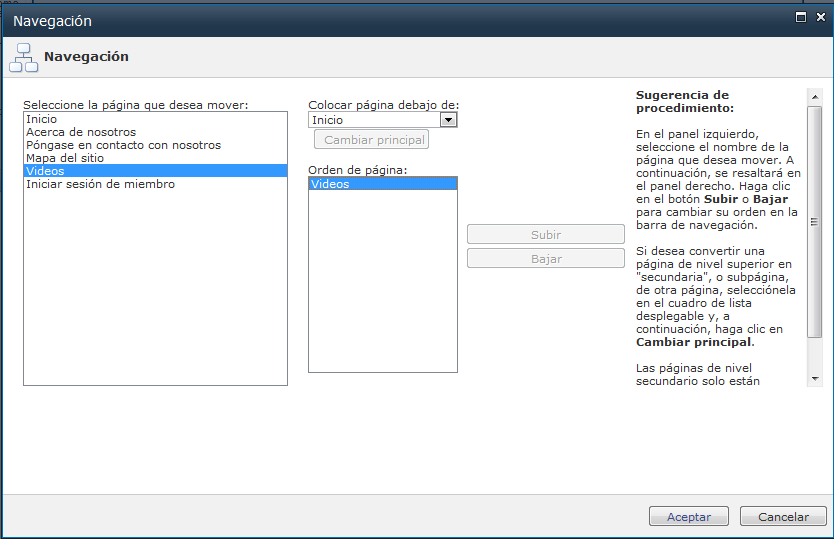 Navegación
Navegación
Seleccione la página que desea mover:
Inicio
Acerca de nosotros
Póngase en contacto con nosotros
Mapa del sitio
Videos
Iniciar sesión de miembro
Colocar página debajo de:
Inicio
Cambiar principal
Orden de página:
Videos
Subir
Bajar
Sugerencia de
procedimiento:
En el panel izquierdo,
seleccione el nombre de la
página que desea mover. A
continuación, se resaltará en
el panel derecho. Haga clic
en el botón Subir o Bajar
para cambiar su orden en la
barra de navegación.
Si desea convertir una
página de nivel superior en
"secundaria", o subpágina,
de otra página, selecciónela
en el cuadro de lista
desplegable y, a
continuación, haga clic en
Cambiar principal.
Las páginas de nivel
secundario solo están
Aceptar
Cancelar